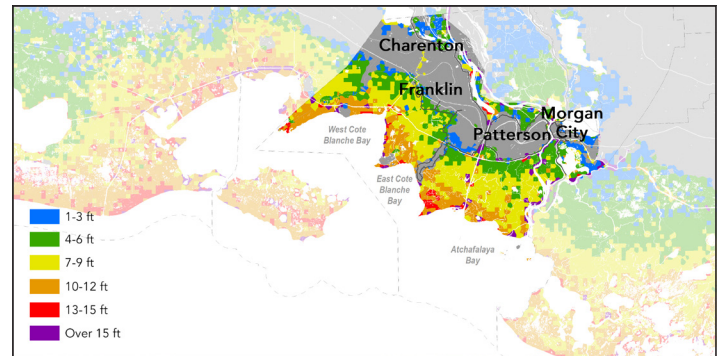 Charenton
Franklin
Morgan
City
Patterson
West Cote
Blanche Bay
East Cote
Blanche
Bay
Atchafalaya
Bay
1-3 ft
4-6 ft
7-9 ft
10-12 ft
13-15 ft
Over 15 ft